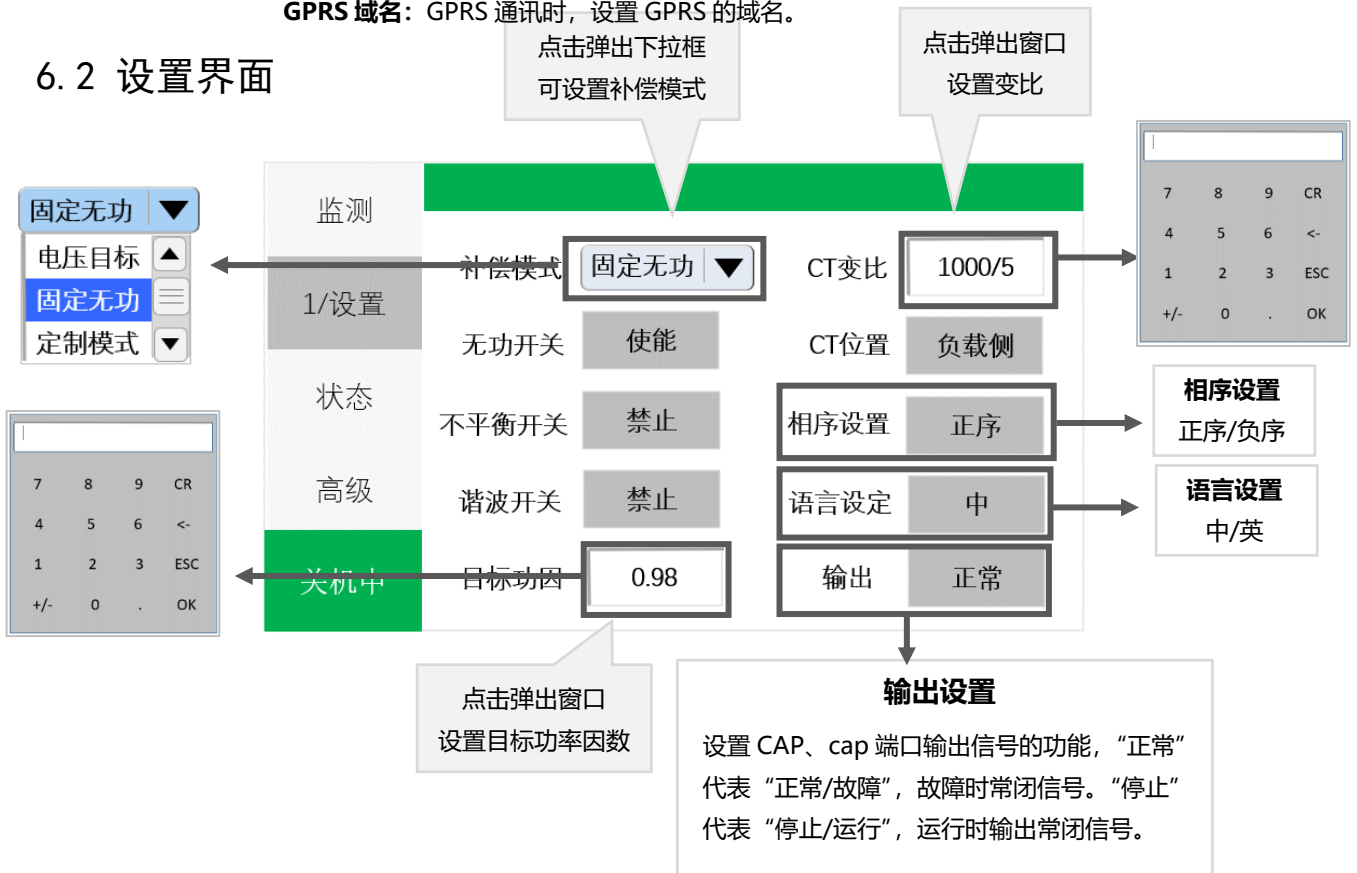 GPRS 域名：GPRS 通讯时，设置 GPRS 的域名。
6.2 设置界面
点击弹出下拉框
可设置补偿模式
点击弹出窗口
设置变比
固定无功
电压目标
固定无功
定制模式
7 8 9 CR
4 5 6 <-
1 2 3 ESC
+/- 0 . OK
监测
1/设置
状态
高级
关机中
补偿模式 固定无功
CT变比 1000/5
无功开关 使能
CT位置 负载侧
不平衡开关 禁止
相序设置 正序
谐波开关 禁止
语言设定 中
目标功因 0.98
输出 正常
7 8 9 CR
4 5 6 <-
1 2 3 ESC
+/- 0 . OK
相序设置
正序/负序
语言设置
中/英
点击弹出窗口
设置目标功率因数
输出设置
设置 CAP、cap 端口输出信号的功能，“正常”
代表“正常/故障”，故障时常闭信号。“停止”
代表“停止/运行”，运行时输出常闭信号。